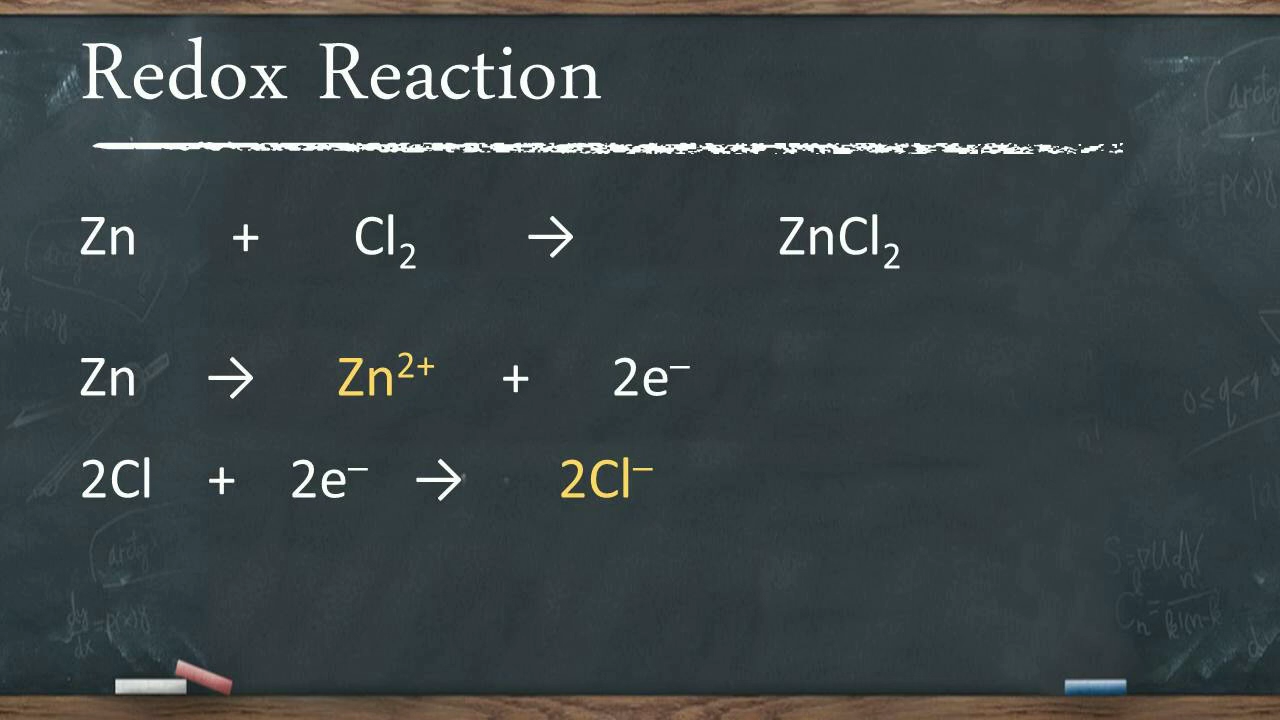 Redox Reaction
Zn + Cl₂ → ZnCl₂
Zn → Zn²⁺ + 2e⁻
2Cl + 2e⁻ → 2Cl⁻